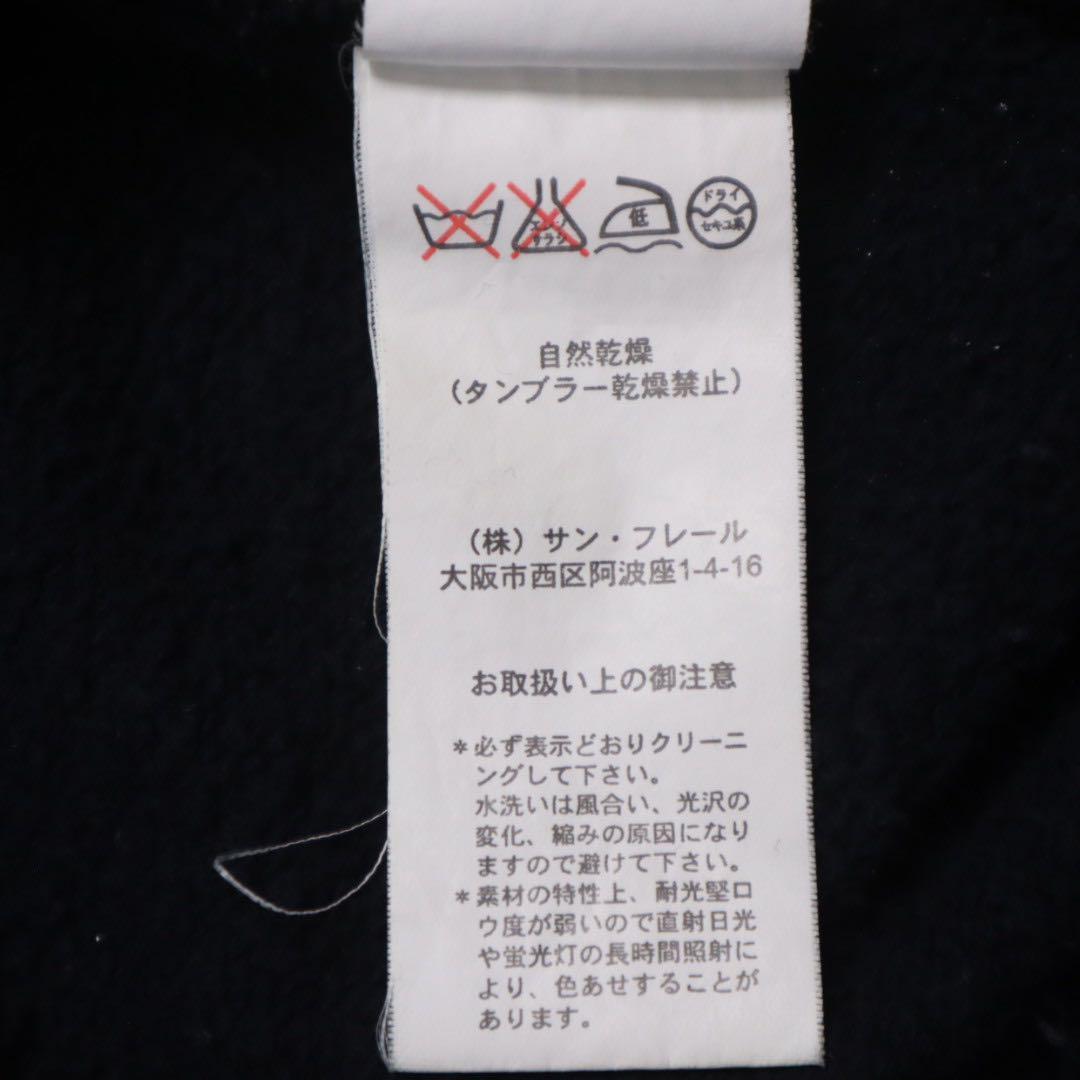 エンソ
サラシ
低
ドライ
セキユ系
自然乾燥
（タンブラー乾燥禁止）
（株）サン・フレール
大阪市西区阿波座1-4-16
お取扱い上の御注意
＊必ず表示どおりクリーニ
ングして下さい。
水洗いは風合い、光沢の
変化、縮みの原因になり
ますので避けて下さい。
＊素材の特性上、耐光堅ロ
ウ度が弱いので直射日光
や蛍光灯の長時間照射に
より、色あせすることが
あります。